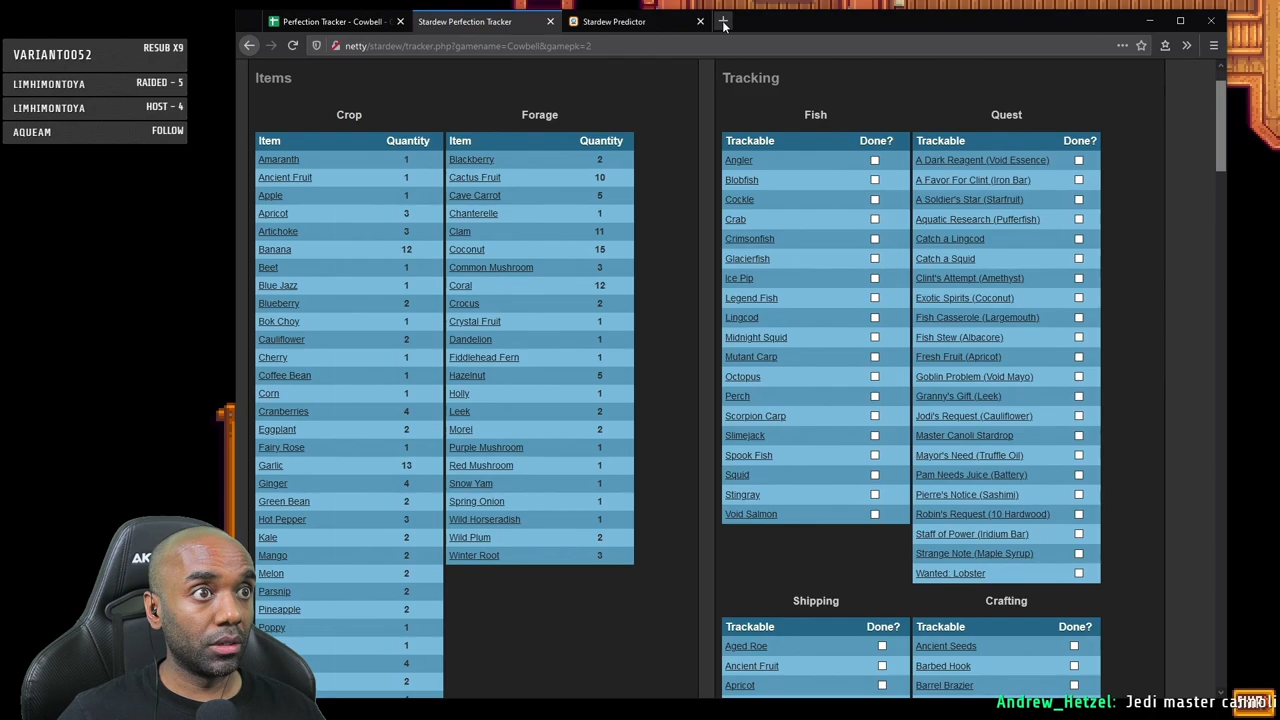 VARIANT0052 RESUB X9
LIMHIMONTOYA RAIDED - 5
LIMHIMONTOYA HOST - 4
AQUEAM FOLLOW
Perfection Tracker - Cowbell -
Stardew Perfection Tracker
Stardew Predictor
netty/stardew/tracker.php?gamename=Cowbell&gamepk=2
Items
Crop
Item Quantity
Amaranth 1
Ancient Fruit 1
Apple 1
Apricot 3
Artichoke 3
Banana 12
Beet 1
Blue Jazz 1
Blueberry 2
Bok Choy 1
Cauliflower 2
Cherry 1
Coffee Bean 1
Corn 1
Cranberries 4
Eggplant 2
Fairy Rose 1
Garlic 13
Ginger 4
Green Bean 2
Hot Pepper 3
Kale 2
Mango 2
Melon 2
Parsnip 2
Pineapple 2
Poppy 1
1
4
2
Forage
Item Quantity
Blackberry 2
Cactus Fruit 10
Cave Carrot 5
Chanterelle 1
Clam 11
Coconut 15
Common Mushroom 3
Coral 12
Crocus 2
Crystal Fruit 1
Dandelion 1
Fiddlehead Fern 1
Hazelnut 5
Holly 1
Leek 2
Morel 2
Purple Mushroom 1
Red Mushroom 1
Snow Yam 1
Spring Onion 1
Wild Horseradish 1
Wild Plum 2
Winter Root 3
Tracking
Fish
Trackable Done?
Angler
Blobfish
Cockle
Crab
Crimsonfish
Glacierfish
Ice Pip
Legend Fish
Lingcod
Midnight Squid
Mutant Carp
Octopus
Perch
Scorpion Carp
Slimejack
Spook Fish
Squid
Stingray
Void Salmon
Quest
Trackable Done?
A Dark Reagent (Void Essence)
A Favor For Clint (Iron Bar)
A Soldier's Star (Starfruit)
Aquatic Research (Pufferfish)
Catch a Lingcod
Catch a Squid
Clint's Attempt (Amethyst)
Exotic Spirits (Coconut)
Fish Casserole (Largemouth)
Fish Stew (Albacore)
Fresh Fruit (Apricot)
Goblin Problem (Void Mayo)
Granny's Gift (Leek)
Jodi's Request (Cauliflower)
Master Canoli Stardrop
Mayor's Need (Truffle Oil)
Pam Needs Juice (Battery)
Pierre's Notice (Sashimi)
Robin's Request (10 Hardwood)
Staff of Power (Iridium Bar)
Strange Note (Maple Syrup)
Wanted: Lobster
Shipping
Trackable Done?
Aged Roe
Ancient Fruit
Apricot
Crafting
Trackable Done?
Ancient Seeds
Barbed Hook
Barrel Brazier
AK
Andrew_Hetzel: Jedi master